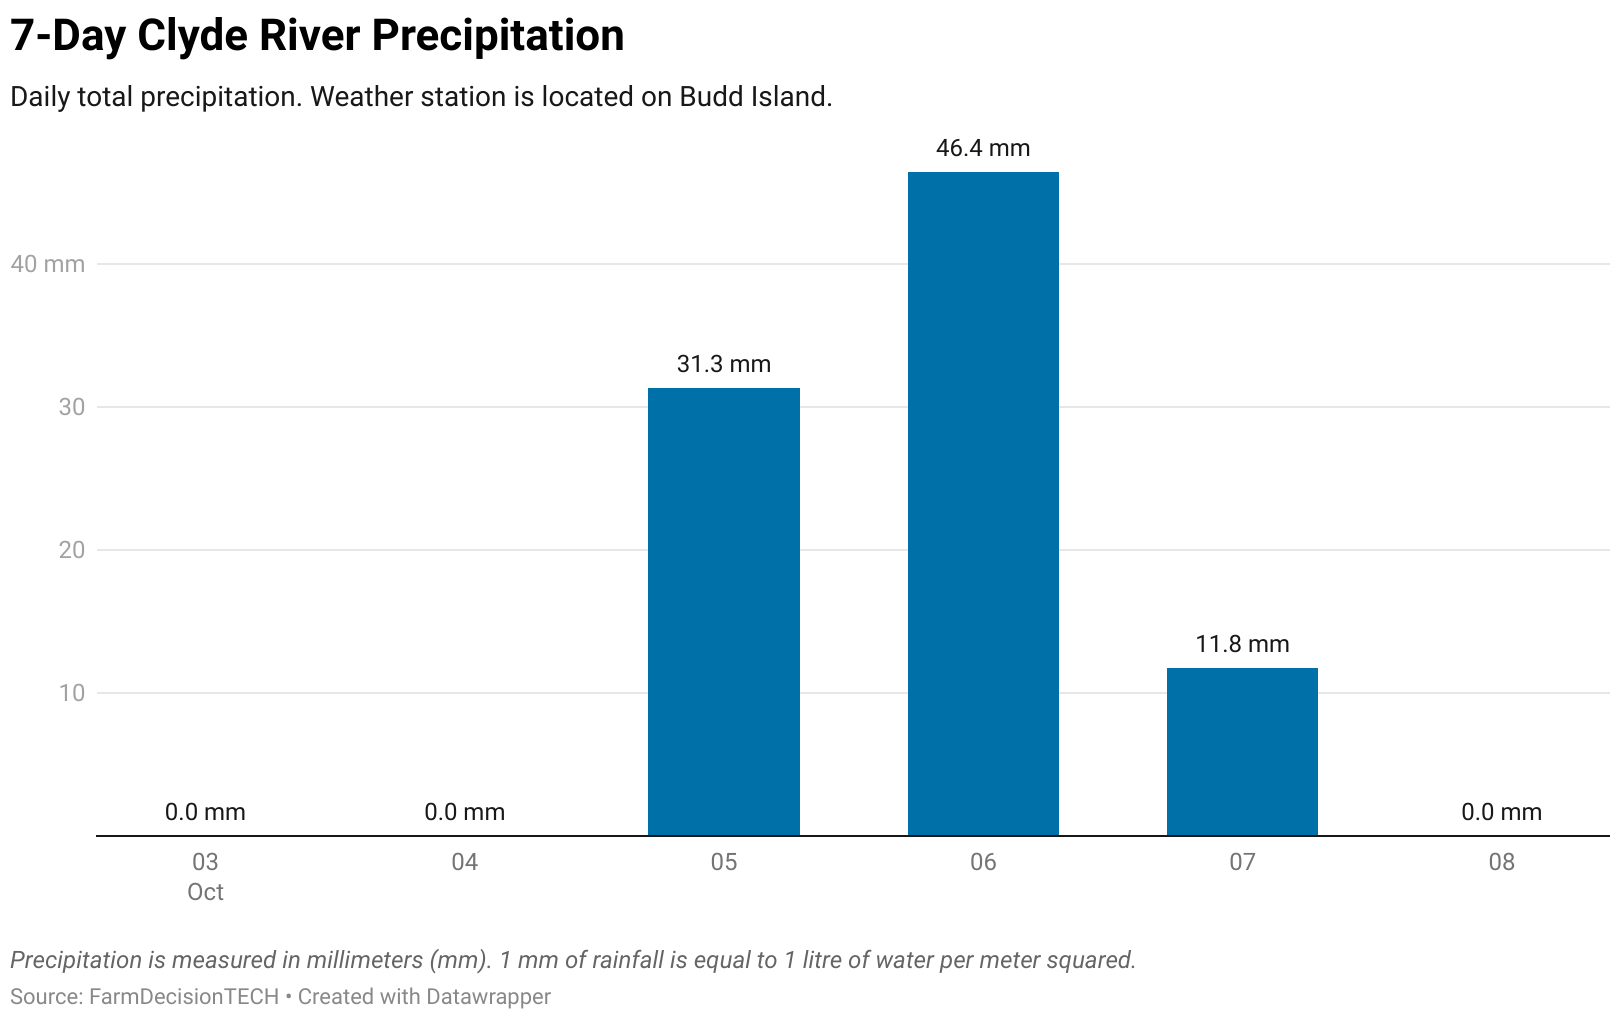 7-Day Clyde River Precipitation
Daily total precipitation. Weather station is located on Budd Island.
46.4 mm
40 mm
31.3 mm
30
20
11.8 mm
10
0.0 mm 0.0 mm 0.0 mm
03 04 05 06 07 08
Oct
Precipitation is measured in millimeters (mm). 1 mm of rainfall is equal to 1 litre of water per meter squared.
Source: FarmDecisionTECH • Created with Datawrapper